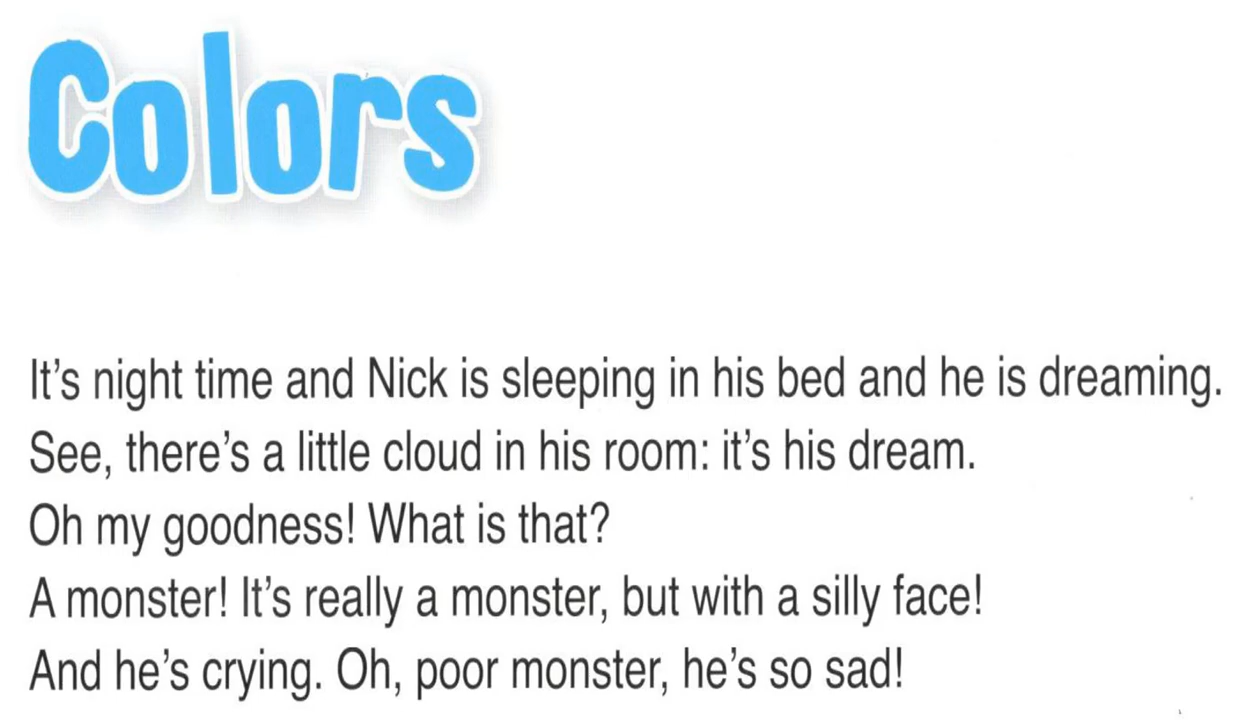 Colors
It's night time and Nick is sleeping in his bed and he is dreaming.
See, there's a little cloud in his room: it's his dream.
Oh my goodness! What is that?
A monster! It's really a monster, but with a silly face!
And he's crying. Oh, poor monster, he's so sad!